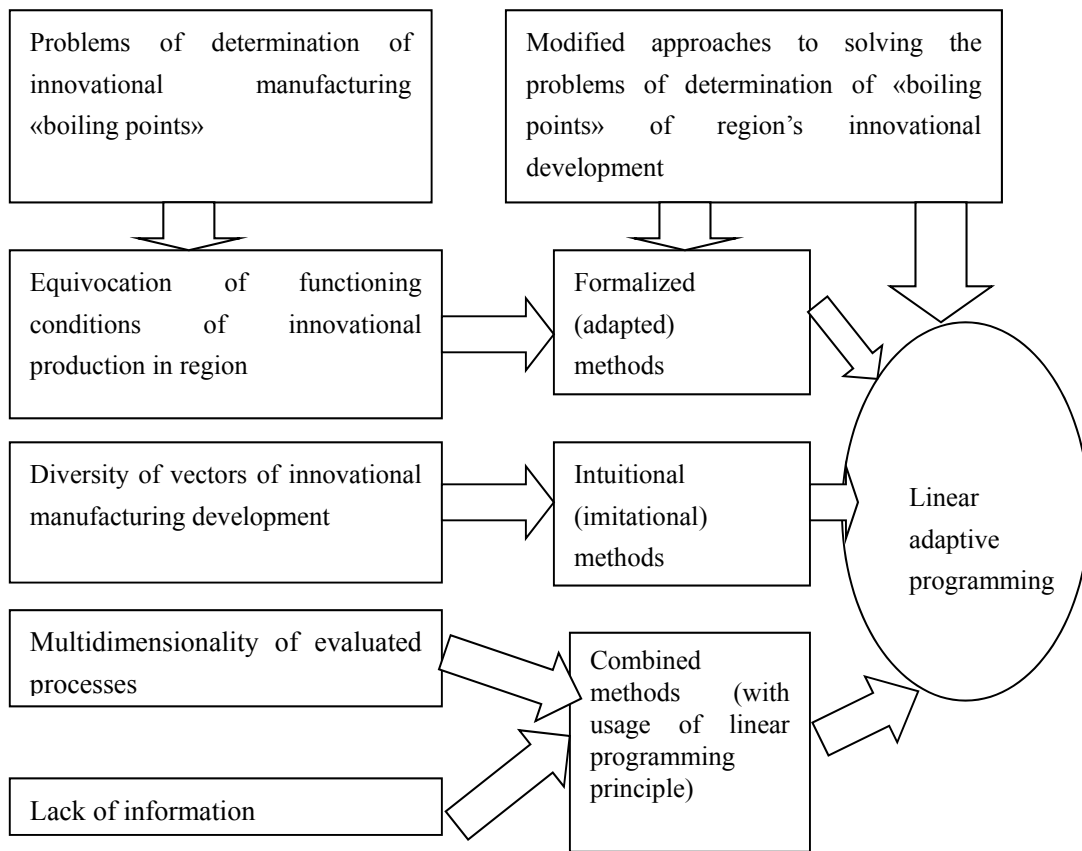 Problems of determination of
innovational manufacturing
«boiling points»
Modified approaches to solving the
problems of determination of «boiling
points» of region’s innovational
development
Equivocation of functioning
conditions of innovational
production in region
Formalized
(adapted)
methods
Diversity of vectors of innovational
manufacturing development
Intuitional
(imitational)
methods
Linear
adaptive
programming
Multidimensionality of evaluated
processes
Combined
methods (with
usage of linear
programming
principle)
Lack of information